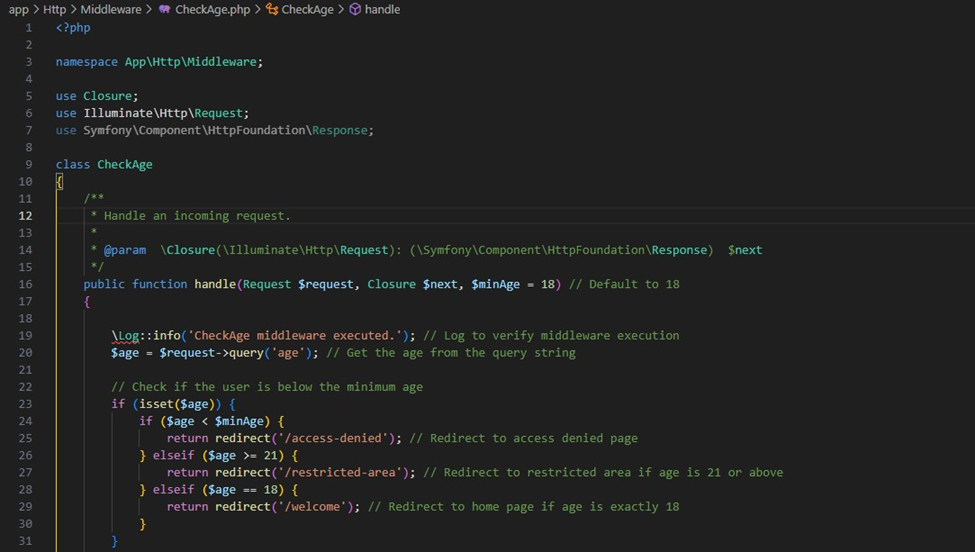 app > Http > Middleware > CheckAge.php > CheckAge > handle
1 <?php
2
3 namespace App\Http\Middleware;
4
5 use Closure;
6 use Illuminate\Http\Request;
7 use Symfony\Component\HttpFoundation\Response;
8
9 class CheckAge
10 {
11     /**
12      * Handle an incoming request.
13      *
14      * @param  \Closure(\Illuminate\Http\Request): (\Symfony\Component\HttpFoundation\Response)  $next
15      */
16     public function handle(Request $request, Closure $next, $minAge = 18) // Default to 18
17     {
18
19         \Log::info('CheckAge middleware executed.'); // Log to verify middleware execution
20         $age = $request->query('age'); // Get the age from the query string
21
22         // Check if the user is below the minimum age
23         if (isset($age)) {
24             if ($age < $minAge) {
25                 return redirect('/access-denied'); // Redirect to access denied page
26             } elseif ($age >= 21) {
27                 return redirect('/restricted-area'); // Redirect to restricted area if age is 21 or above
28             } elseif ($age == 18) {
29                 return redirect('/welcome'); // Redirect to home page if age is exactly 18
30             }
31         }